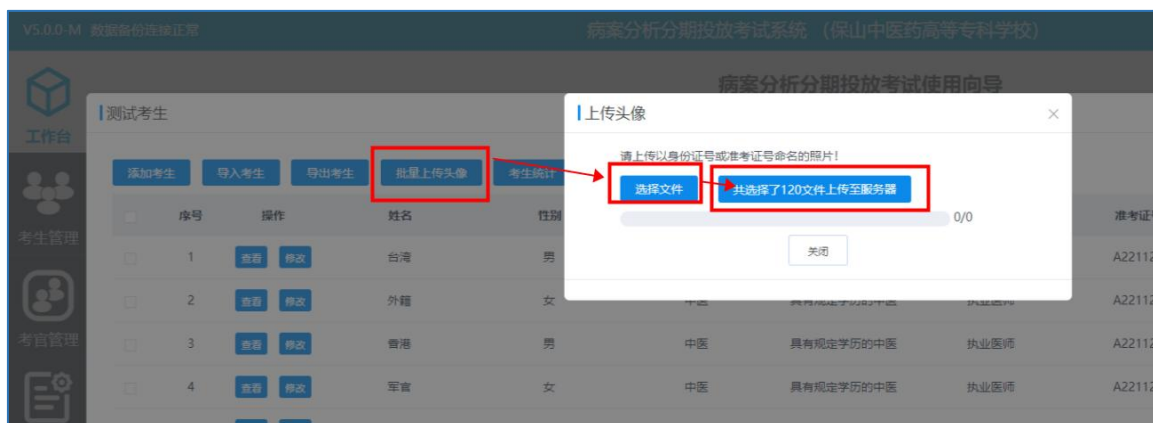 V5.0.0-M 数据备份连接正常
病案分析分期投放考试系统 （保山中医药高等专科学校）
病案分析分期投放考试使用向导
工作台
考生管理
考官管理
测试考生
添加考生 导入考生 导出考生 批量上传头像 考生统计
序号 操作 姓名 性别 准考证
1 查看 修改 台湾 男 A22112
2 查看 修改 外籍 女 中医 具有规定学历的中医 执业医师 A22112
3 查看 修改 香港 男 中医 具有规定学历的中医 执业医师 A22112
4 查看 修改 军官 女 中医 具有规定学历的中医 执业医师 A22112
上传头像
请上传以身份证号或准考证号命名的照片!
选择文件 共选择了120文件上传至服务器
0/0
关闭